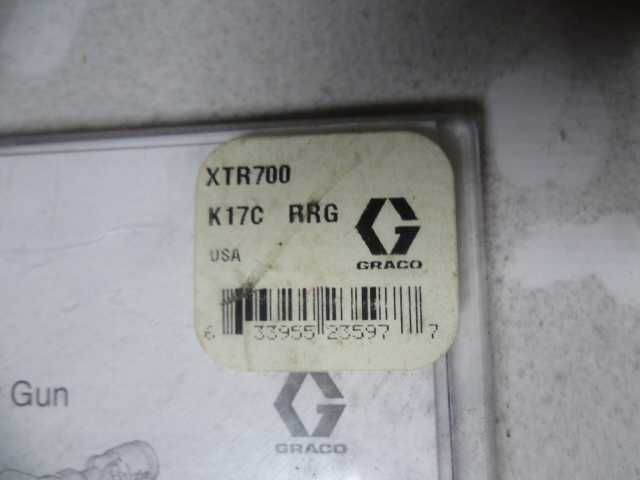 XTR700
K17C RRG
USA
GRACO
6 33955 23597 7
Gun
GRACO